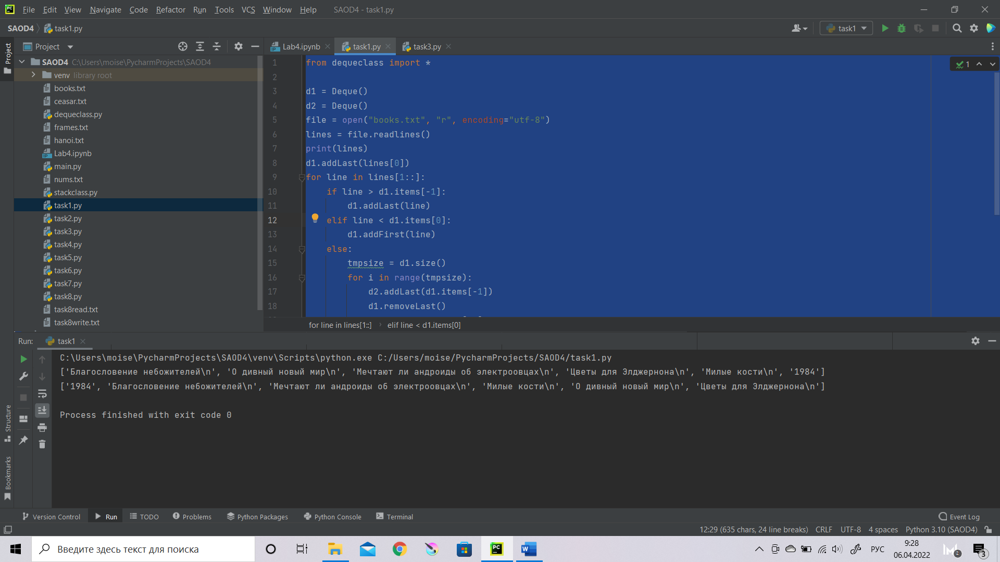 File Edit View Navigate Code Refactor Run Tools VCS Window Help SAOD4 - task1.py
SAOD4 task1.py
task1
Project
Project
Lab4.ipynb
task1.py
task3.py
SAOD4 C:\Users\moise\PycharmProjects\SAOD4
venv library root
books.txt
ceasar.txt
dequeclass.py
frames.txt
hanoi.txt
Lab4.ipynb
main.py
nums.txt
stackclass.py
task1.py
task2.py
task3.py
task4.py
task5.py
task6.py
task7.py
task8.py
task8read.txt
task8write.txt
1 from dequeclass import *
2
3 d1 = Deque()
4 d2 = Deque()
5 file = open("books.txt", "r", encoding="utf-8")
6 lines = file.readlines()
7 print(lines)
8 d1.addLast(lines[0])
9 for line in lines[1::]:
10 if line > d1.items[-1]:
11 d1.addLast(line)
12 elif line < d1.items[0]:
13 d1.addFirst(line)
14 else:
15 tmpsize = d1.size()
16 for i in range(tmpsize):
17 d2.addLast(d1.items[-1])
18 d1.removeLast()
1
for line in lines[1::] › elif line < d1.items[0]
Run: task1
C:\Users\moise\PycharmProjects\SAOD4\venv\Scripts\python.exe C:/Users/moise/PycharmProjects/SAOD4/task1.py
['Благословение небожителей\n', 'О дивный новый мир\n', 'Мечтают ли андроиды об электроовцах\n', 'Цветы для Элджернона\n', 'Милые кости\n', '1984']
['1984', 'Благословение небожителей\n', 'Мечтают ли андроиды об электроовцах\n', 'Милые кости\n', 'О дивный новый мир\n', 'Цветы для Элджернона\n']
Process finished with exit code 0
Structure
Bookmarks
Version Control Run TODO Problems Python Packages Python Console Terminal Event Log
12:29 (635 chars, 24 line breaks) CRLF UTF-8 4 spaces Python 3.10 (SAOD4)
Введите здесь текст для поиска
РУС
9:28
06.04.2022
2
3